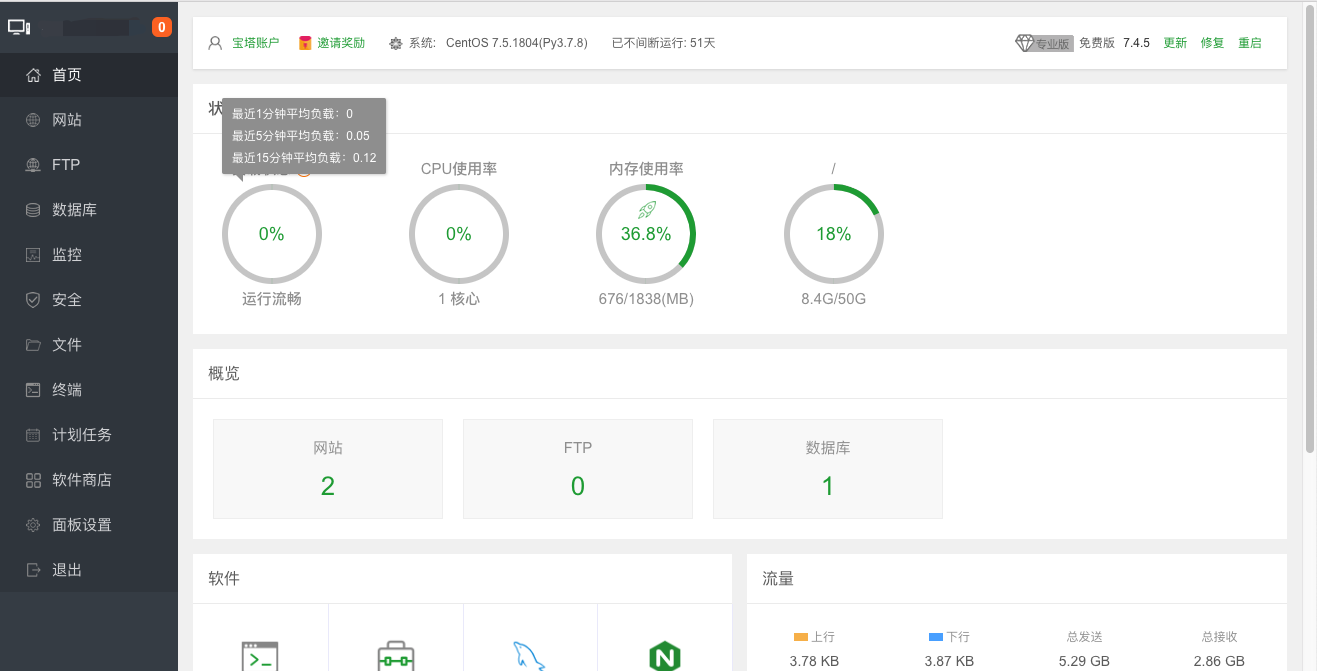 0
首页
网站
FTP
数据库
监控
安全
文件
终端
计划任务
软件商店
面板设置
退出
宝塔账户 邀请奖励 系统: CentOS 7.5.1804(Py3.7.8) 已不间断运行: 51天 专业版 免费版 7.4.5 更新 修复 重启
状
最近1分钟平均负载：0
最近5分钟平均负载：0.05
最近15分钟平均负载：0.12
CPU使用率 内存使用率 /
0% 0% 36.8% 18%
运行流畅 1 核心 676/1838(MB) 8.4G/50G
概览
网站 FTP 数据库
2 0 1
软件
流量
上行 下行 总发送 总接收
3.78 KB 3.87 KB 5.29 GB 2.86 GB